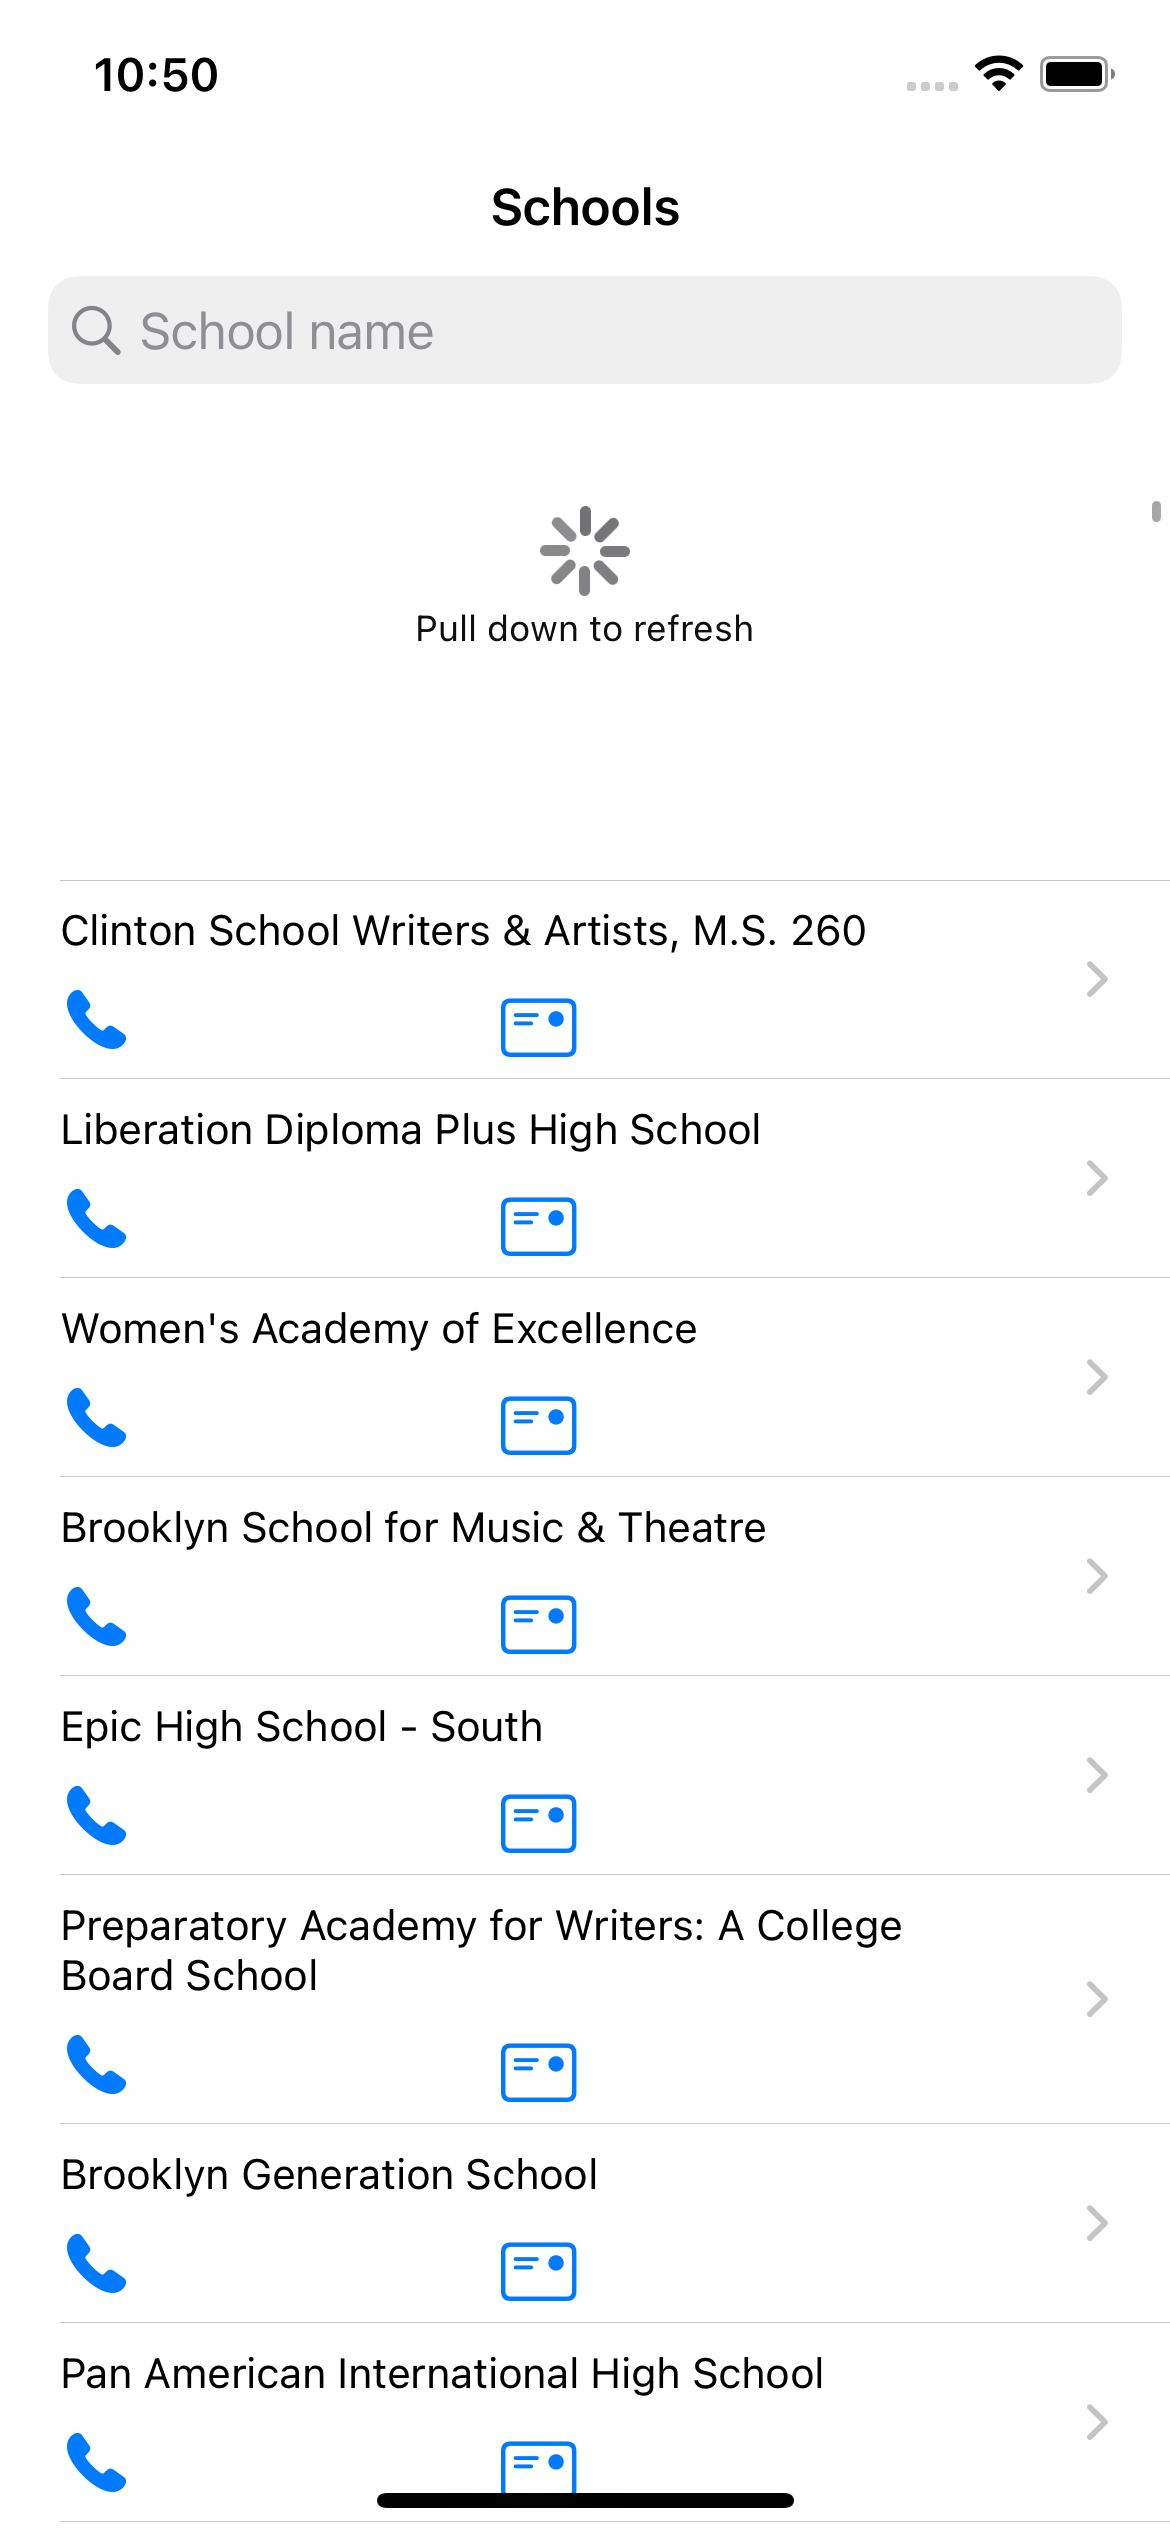 10:50
Schools
School name
Pull down to refresh
Clinton School Writers & Artists, M.S. 260
Liberation Diploma Plus High School
Women's Academy of Excellence
Brooklyn School for Music & Theatre
Epic High School - South
Preparatory Academy for Writers: A College
Board School
Brooklyn Generation School
Pan American International High School